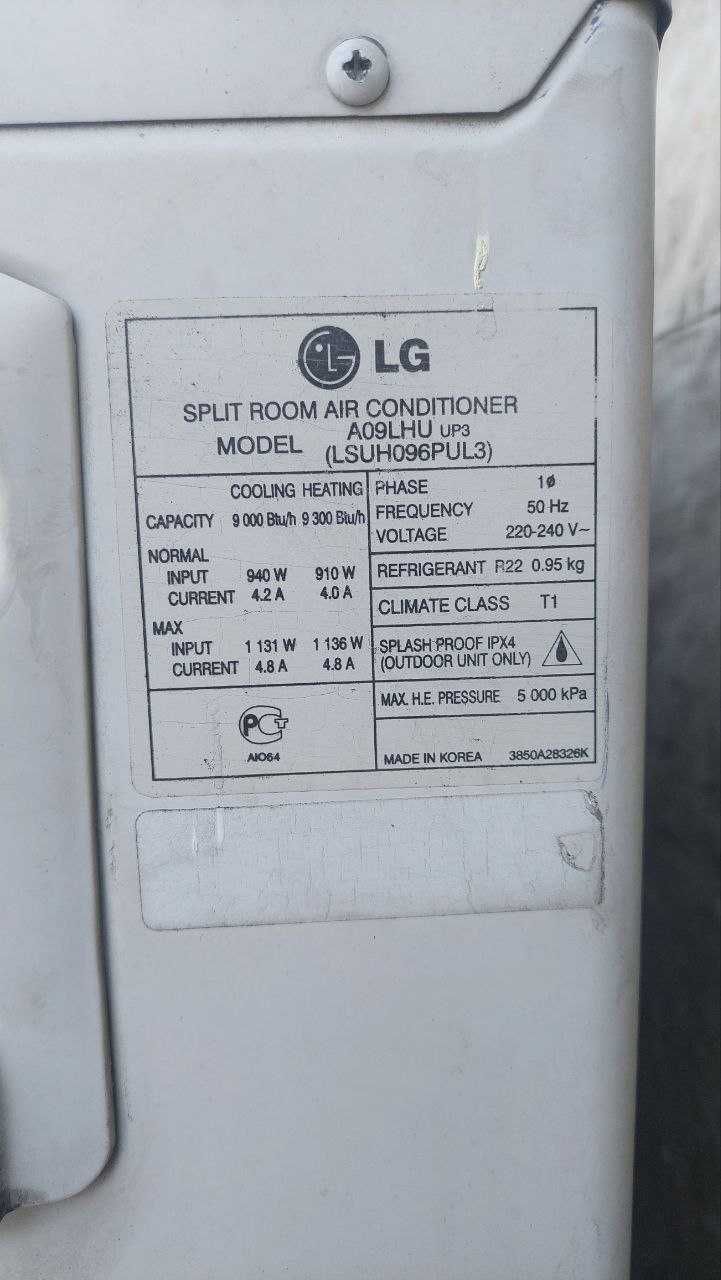 LG
SPLIT ROOM AIR CONDITIONER
MODEL A09LHU UP3
(LSUH096PUL3)
COOLING HEATING
CAPACITY 9 000 Btu/h 9 300 Btu/h
NORMAL
INPUT 940 W 910 W
CURRENT 4.2 A 4.0 A
MAX
INPUT 1 131 W 1 136 W
CURRENT 4.8 A 4.8 A
PHASE 1ø
FREQUENCY 50 Hz
VOLTAGE 220-240 V~
REFRIGERANT R22 0.95 kg
CLIMATE CLASS T1
SPLASH PROOF IPX4
(OUTDOOR UNIT ONLY)
MAX. H.E. PRESSURE 5 000 kPa
РСТ
АЮ64
MADE IN KOREA 3850A28326K